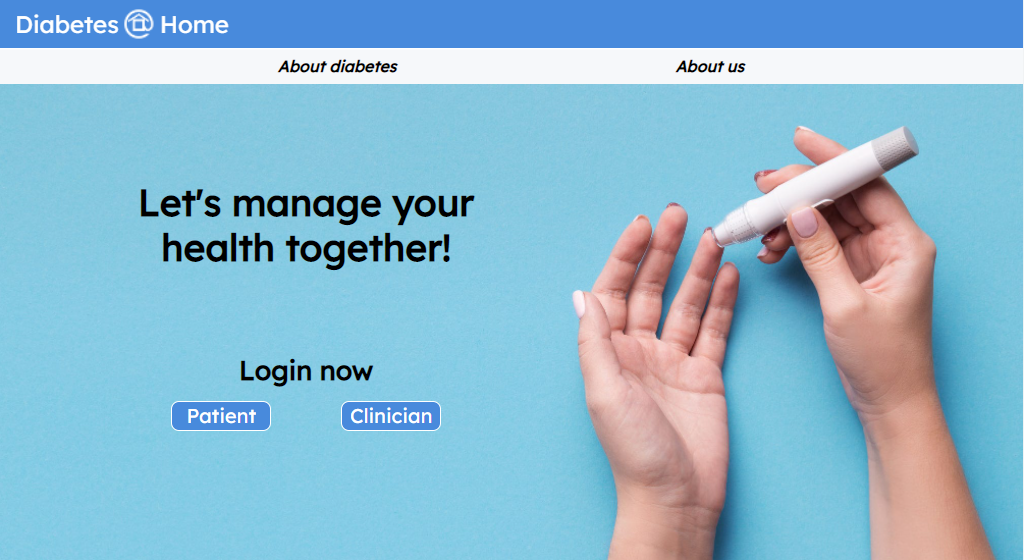 Diabetes @ Home
About diabetes About us
Let's manage your
health together!
Login now
Patient Clinician